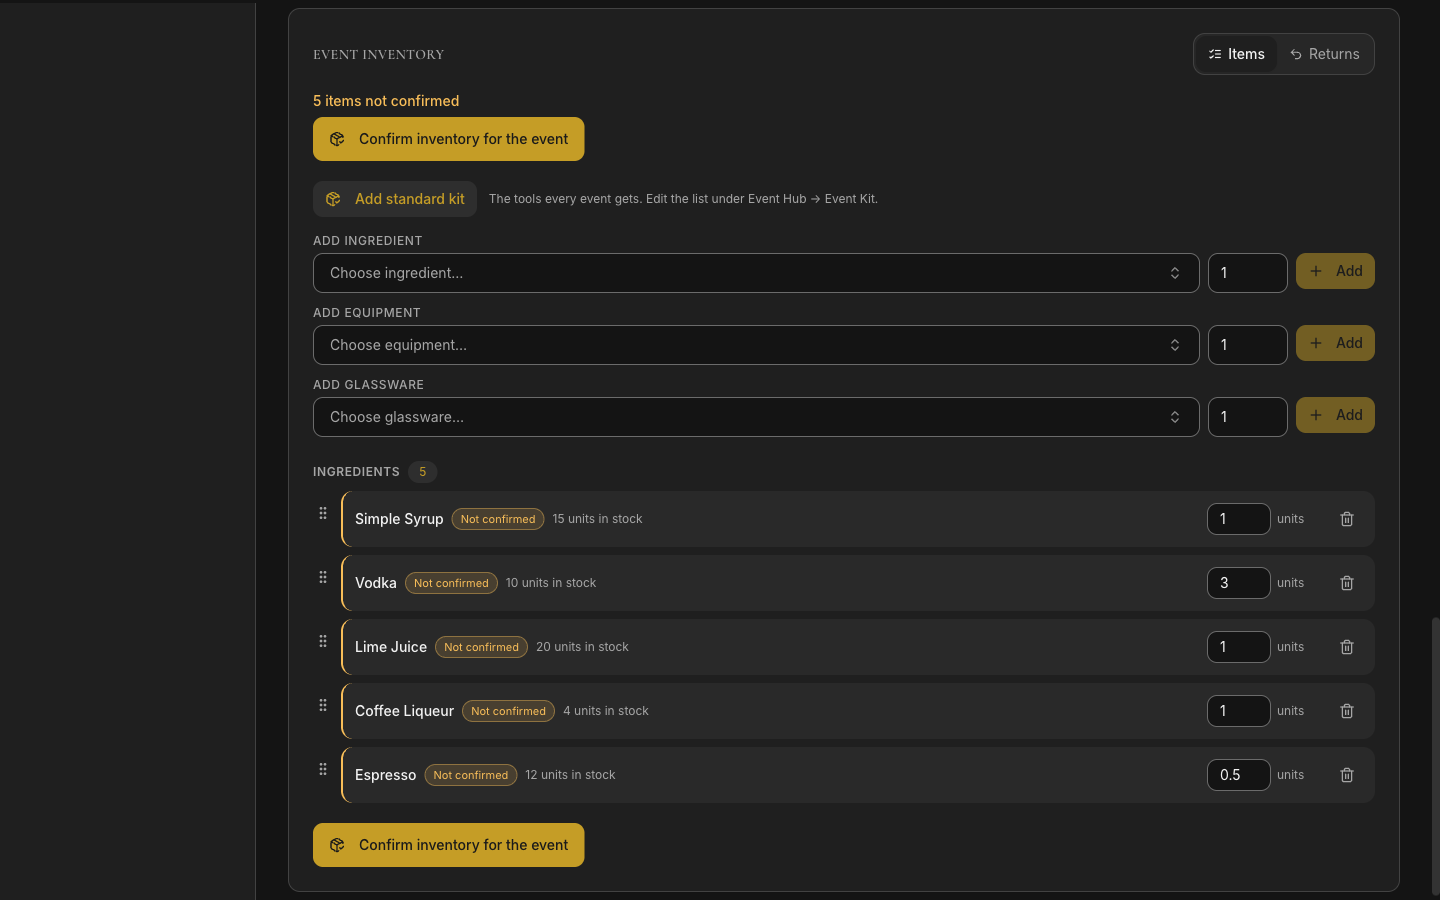 EVENT INVENTORY
Items
Returns
5 items not confirmed
Confirm inventory for the event
Add standard kit
The tools every event gets. Edit the list under Event Hub → Event Kit.
ADD INGREDIENT
Choose ingredient... 1 + Add
ADD EQUIPMENT
Choose equipment... 1 + Add
ADD GLASSWARE
Choose glassware... 1 + Add
INGREDIENTS 5
Simple Syrup Not confirmed 15 units in stock 1 units
Vodka Not confirmed 10 units in stock 3 units
Lime Juice Not confirmed 20 units in stock 1 units
Coffee Liqueur Not confirmed 4 units in stock 1 units
Espresso Not confirmed 12 units in stock 0.5 units
Confirm inventory for the event